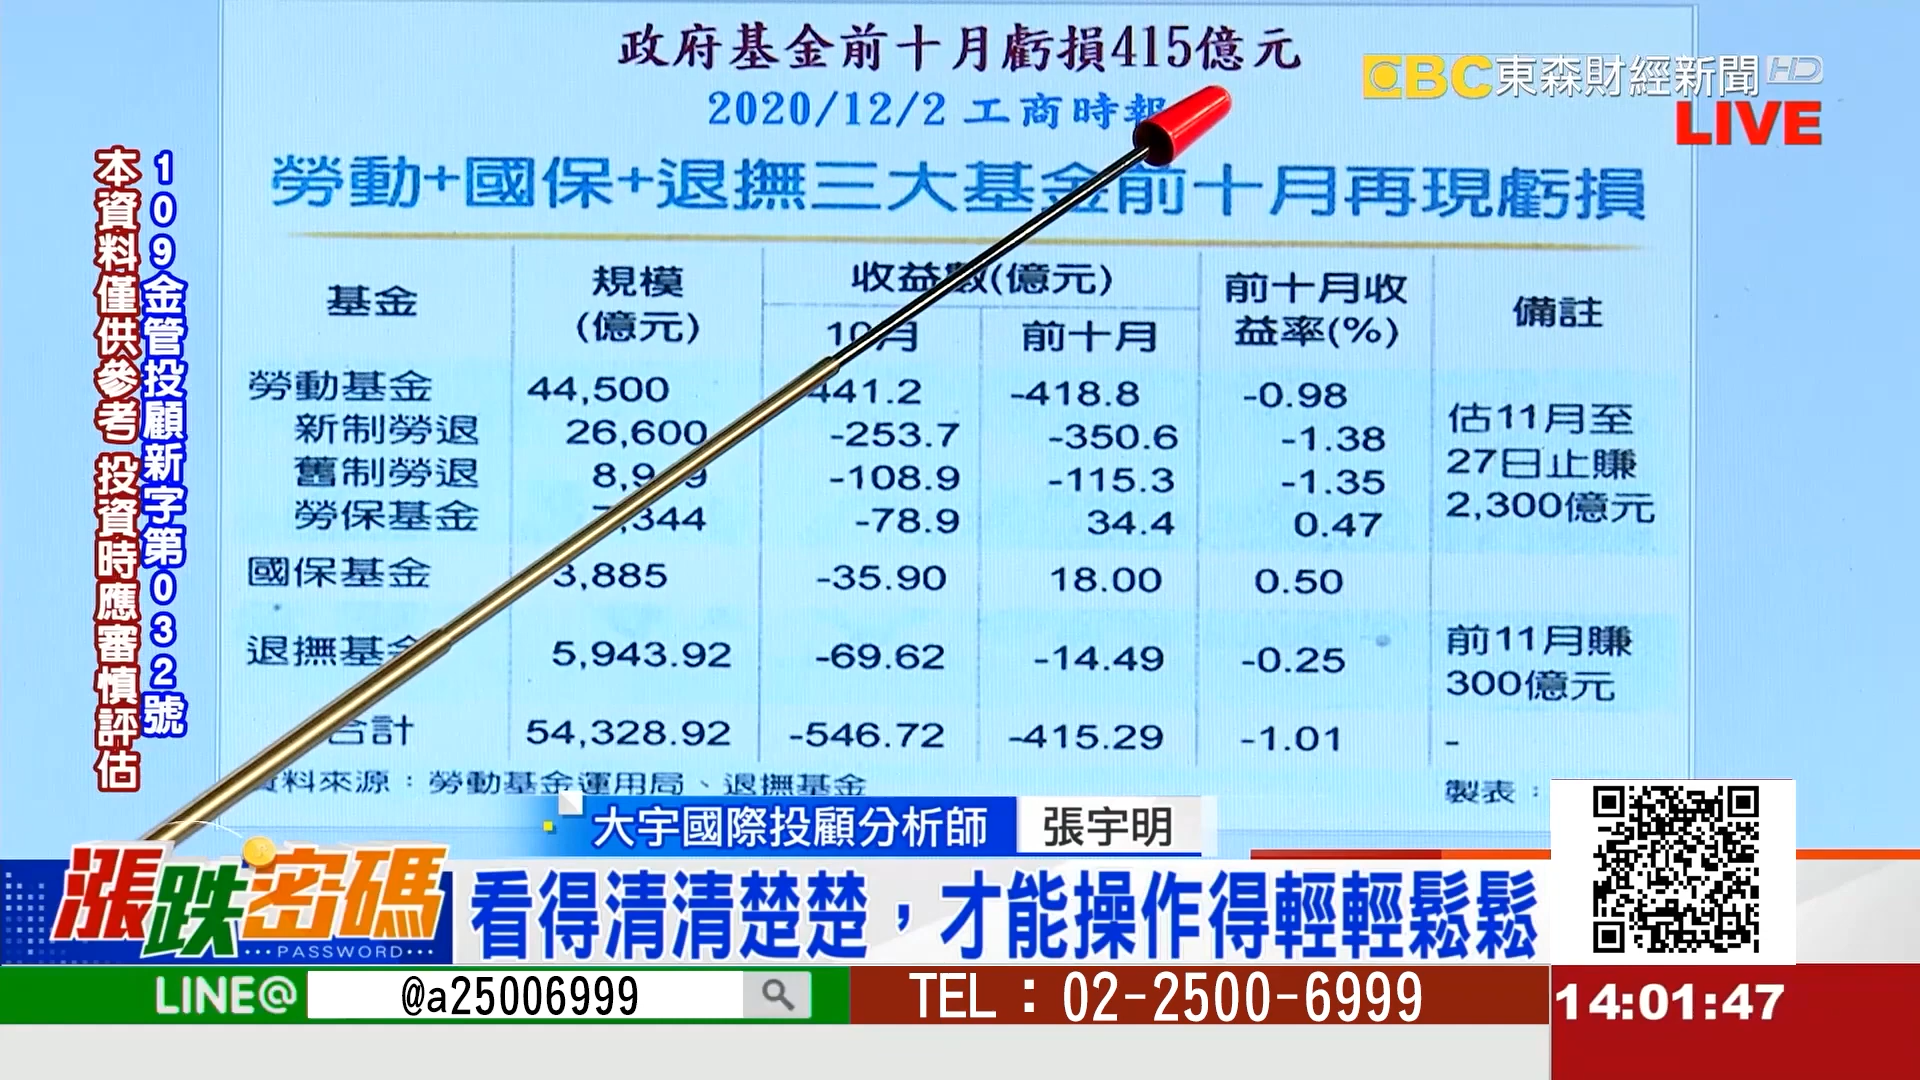 政府基金前十月虧損415億元
2020/12/2 工商時報
EBC東森財經新聞HD
LIVE
勞動+國保+退撫三大基金前十月再現虧損
109金管投顧新字第032號
本資料僅供參考 投資時應審慎評估
基金 規模(億元) 收益數(億元) 前十月收益率(%) 備註
10月 前十月
勞動基金 44,500 441.2 -418.8 -0.98
新制勞退 26,600 -253.7 -350.6 -1.38
舊制勞退 -108.9 -115.3 -1.35
勞保基金 7,344 -78.9 34.4 0.47
估11月至27日止賺2,300億元
國保基金 3,885 -35.90 18.00 0.50
退撫基金 5,943.92 -69.62 -14.49 -0.25 前11月賺300億元
合計 54,328.92 -546.72 -415.29 -1.01 -
資料來源：勞動基金運用局、退撫基金
製表：
大宇國際投顧分析師 張宇明
漲跌密碼
PASSWORD
看得清清楚楚，才能操作得輕輕鬆鬆
LINE@ @a25006999
TEL：02-2500-6999
14:01:47